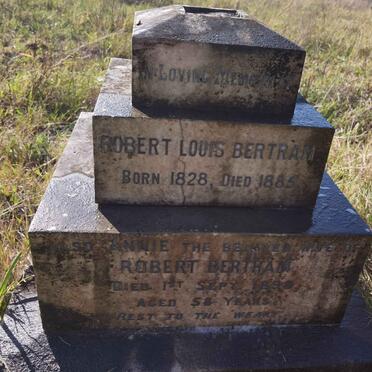 IN LOVING MEMORY
ROBERT LOUIS BERTRAM
BORN 1828, DIED 1885
ALSO ANNIE THE BELOVED WIFE OF
ROBERT BERTRAM
DIED 1ST SEPT
AGED 58 YEARS
REST TO THE WEARY